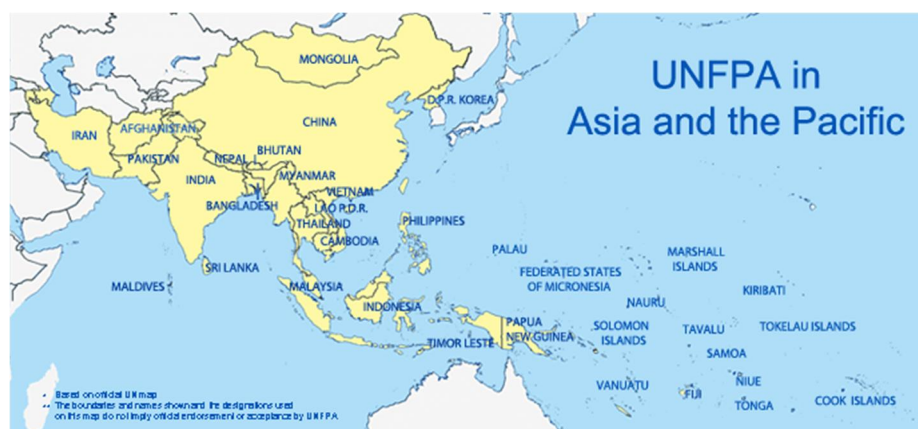 UNFPA in
Asia and the Pacific
MONGOLIA
D.P.R. KOREA
CHINA
IRAN
AFGHANISTAN
PAKISTAN
NEPAL
BHUTAN
INDIA
MYANMAR
BANGLADESH
VIETNAM
LAO P.D.R.
THAILAND
CAMBODIA
PHILIPPINES
SRI LANKA
MALDIVES
MALAYSIA
INDONESIA
PALAU
FEDERATED STATES
OF MICRONESIA
MARSHALL
ISLANDS
NAURU
KIRIBATI
PAPUA
NEW GUINEA
TIMOR LESTE
SOLOMON
ISLANDS
TAVALU
TOKELAU ISLANDS
SAMOA
VANUATU
FIJI
NIUE
TONGA
COOK ISLANDS
Based on official UN map
The boundaries and names shown and the designations used
on this map do not imply official endorsement or acceptance by UNFPA